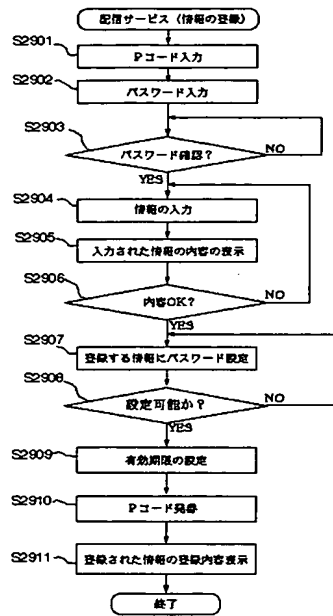 配信サービス（情報の登録）
S2901
Pコード入力
S2902
パスワード入力
S2903
パスワード確認？
NO
YES
S2904
情報の入力
S2905
入力された情報の内容の表示
S2906
内容OK？
NO
YES
S2907
登録する情報にパスワード設定
S2908
設定可能か？
NO
YES
S2909
有効期限の設定
S2910
Pコード発番
S2911
登録された情報の登録内容表示
終了